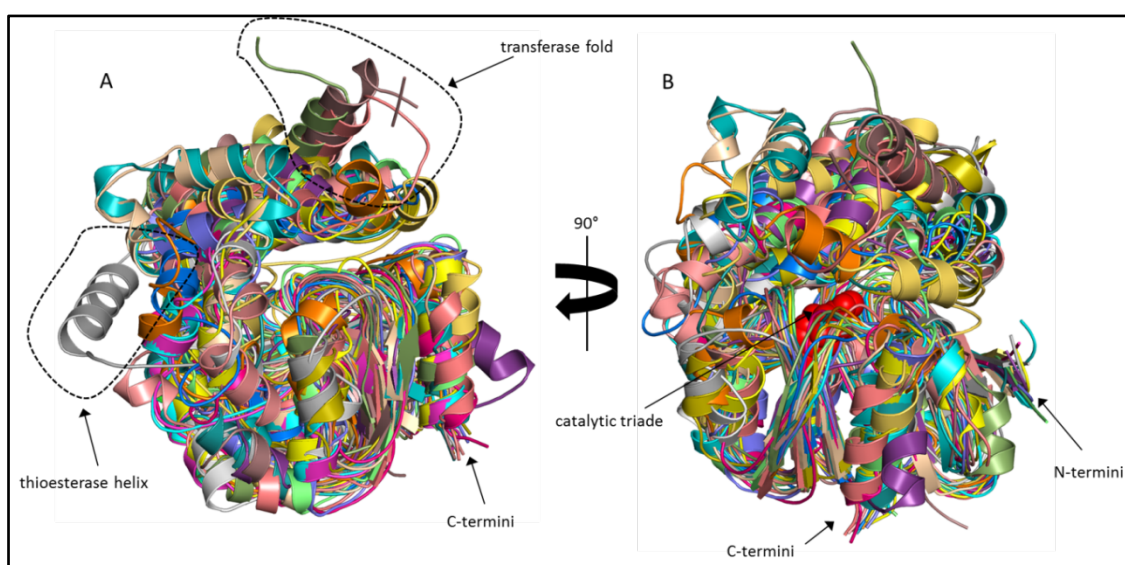 transferase fold
A
B
90°
catalytic triade
thioesterase helix
N-termini
C-termini
C-termini